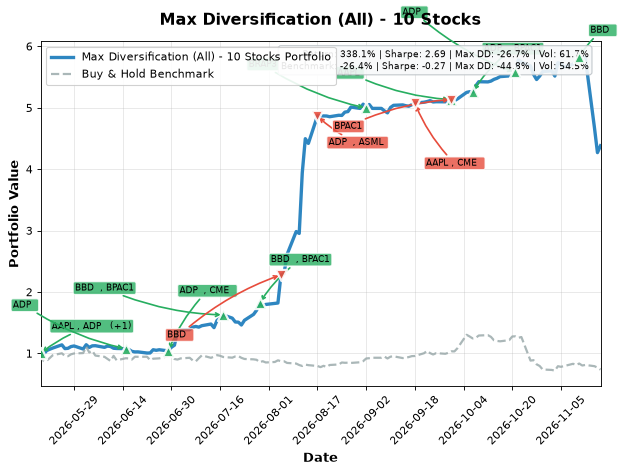 Max Diversification (All) - 10 Stocks
ADP
BBD
Max Diversification (All) - 10 Stocks Portfolio
Buy & Hold Benchmark
338.1% | Sharpe: 2.69 | Max DD: -26.7% | Vol: 61.7%
-26.4% | Sharpe: -0.27 | Max DD: -44.8% | Vol: 54.5%
BPAC1
ADP , ASML
AAPL , CME
BBD , BPAC1
BBD , BPAC1
ADP , CME
ADP
AAPL , ADP (+1)
BBD
Portfolio Value
6
5
4
3
2
1
2026-05-29
2026-06-14
2026-06-30
2026-07-16
2026-08-01
2026-08-17
2026-09-02
2026-09-18
2026-10-04
2026-10-20
2026-11-05
Date